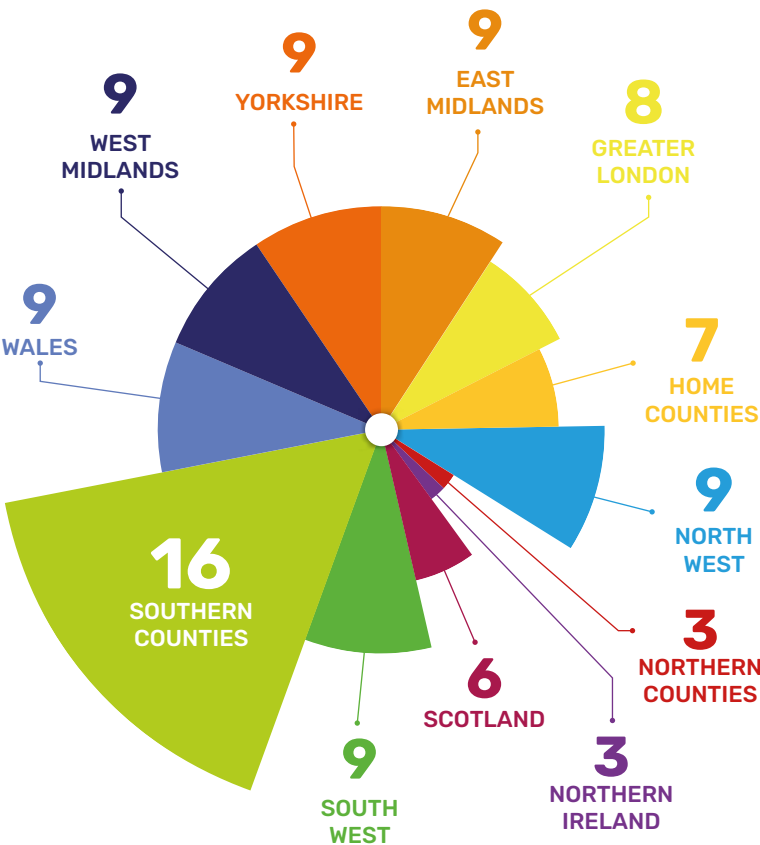 9
EAST
MIDLANDS
8
GREATER
LONDON
7
HOME
COUNTIES
9
NORTH
WEST
3
NORTHERN
COUNTIES
3
NORTHERN
IRELAND
6
SCOTLAND
9
SOUTH
WEST
16
SOUTHERN
COUNTIES
9
WALES
9
WEST
MIDLANDS
9
YORKSHIRE